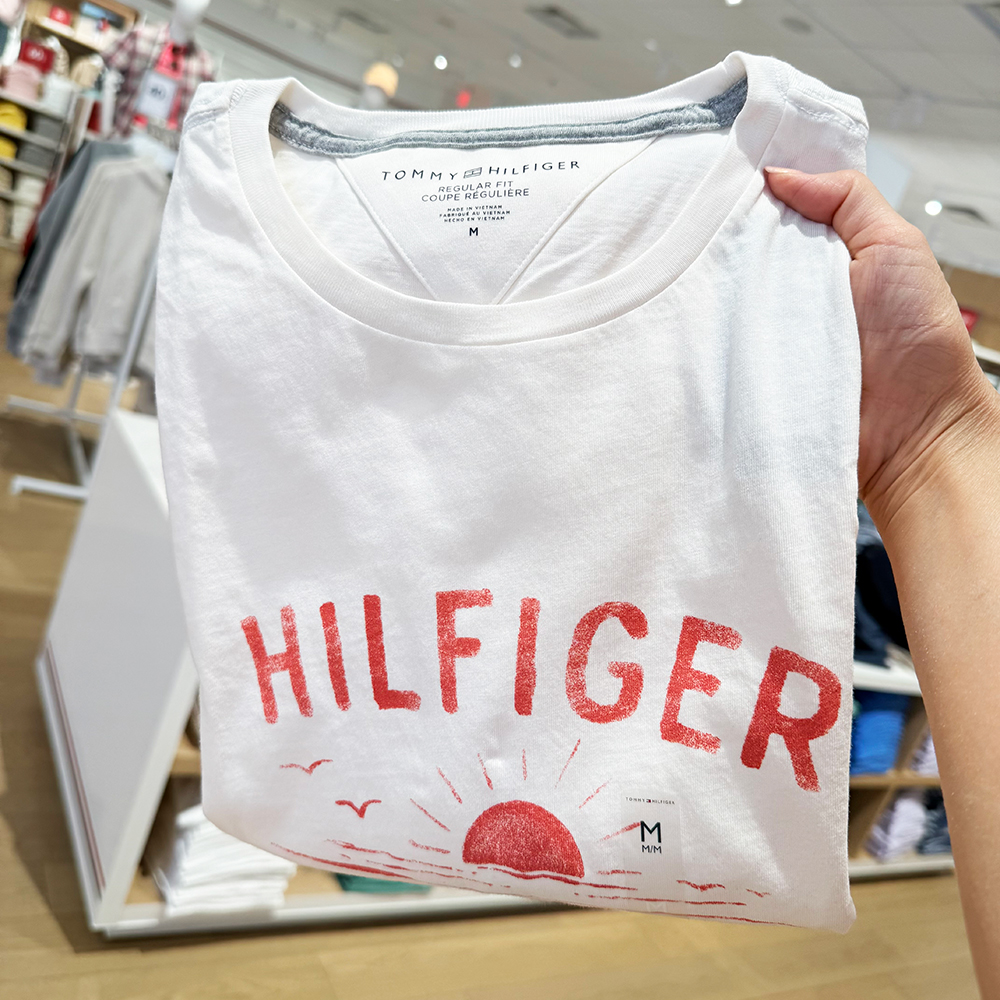 TOMMY HILFIGER
REGULAR FIT
COUPE RÉGULIÈRE
MADE IN VIETNAM
FABRIQUÉ AU VIETNAM
HECHO EN VIETNAM
M
HILFIGER
TOMMY HILFIGER
M
M/M